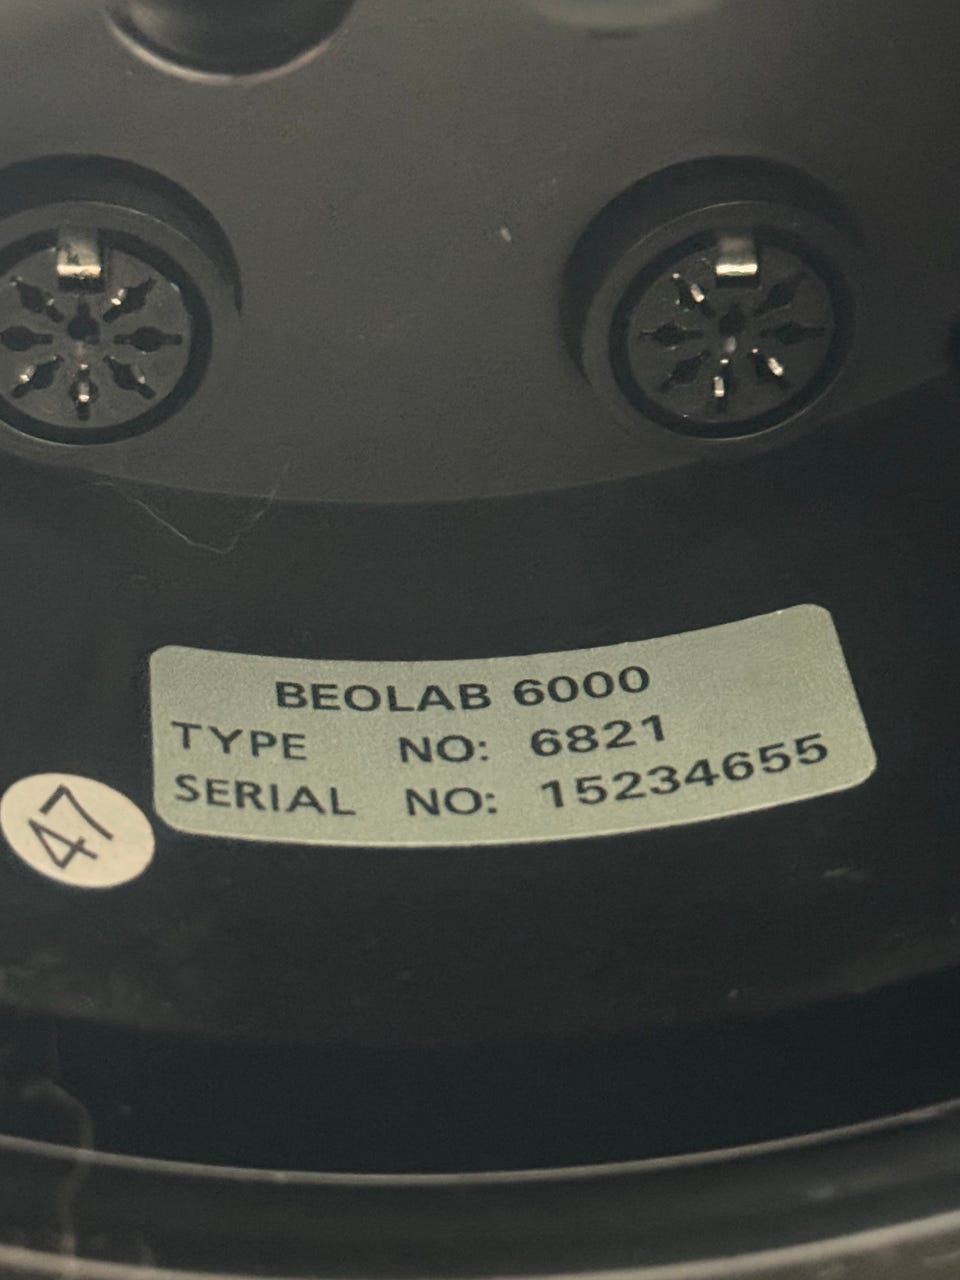 BEOLAB 6000
TYPE NO: 6821
SERIAL NO: 15234655
47